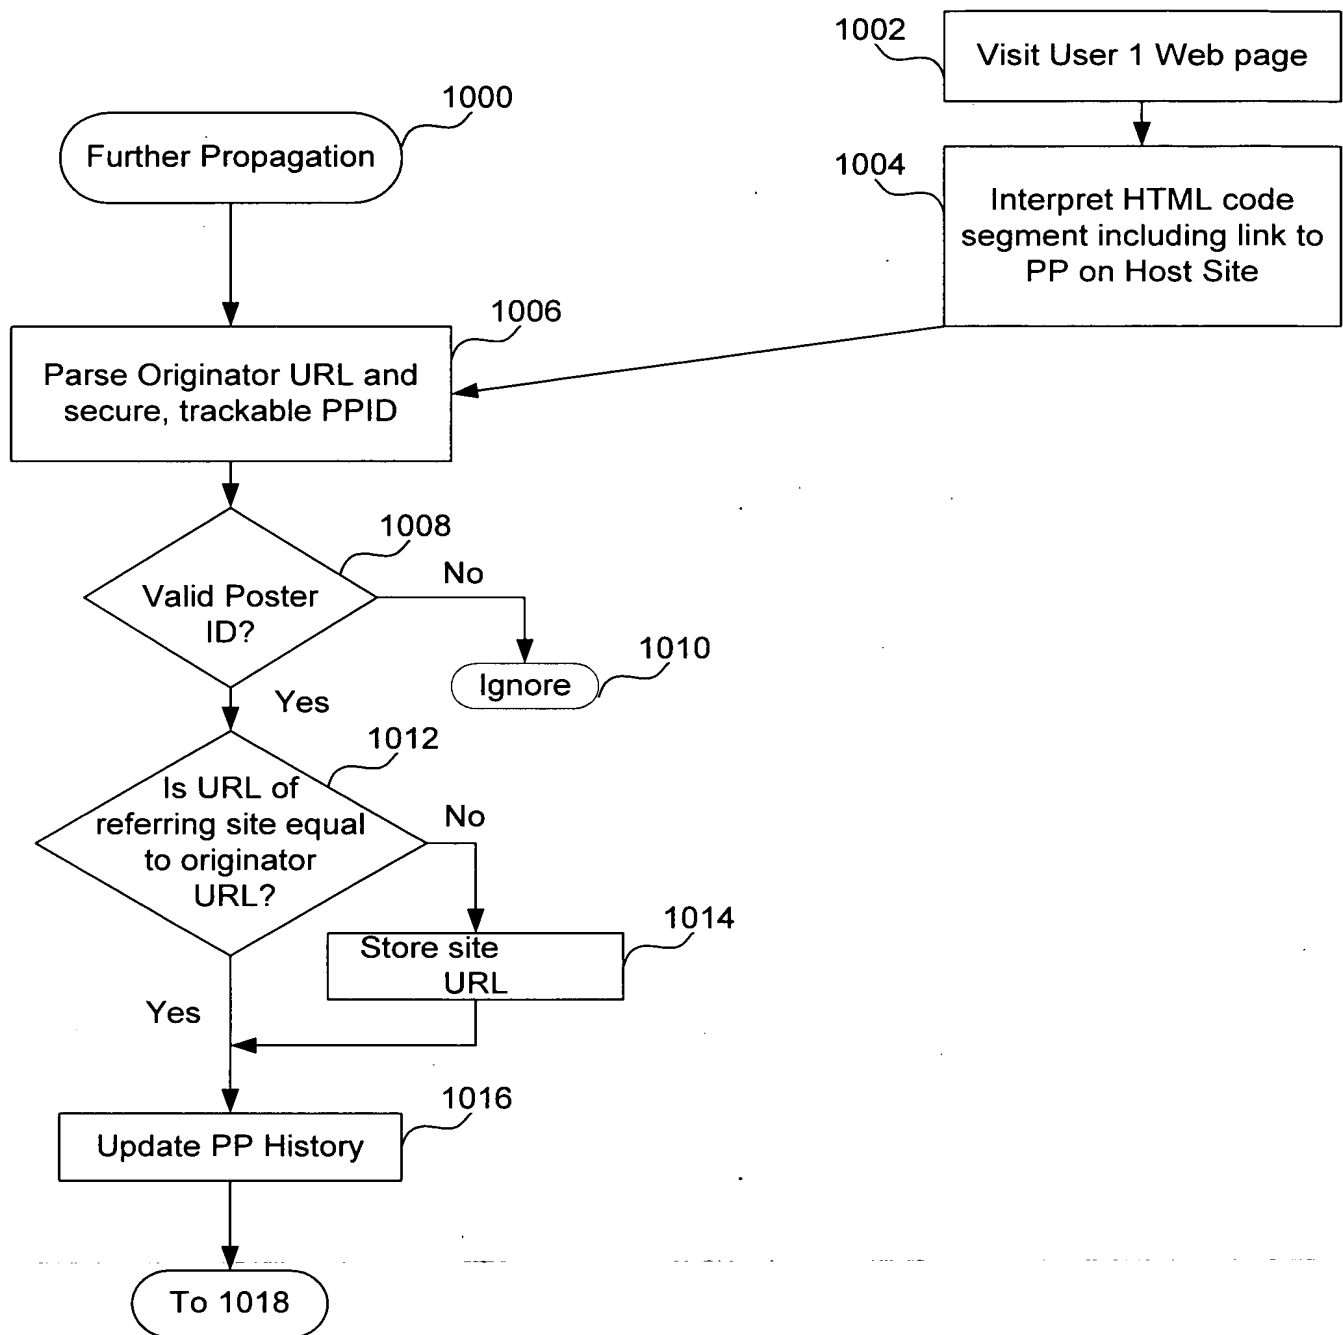 1002
Visit User 1 Web page
1000
Further Propagation
1004
Interpret HTML code
segment including link to
PP on Host Site
1006
Parse Originator URL and
secure, trackable PPID
1008
No
Valid Poster
ID?
1010
Ignore
Yes
1012
Is URL of
referring site equal
to originator
URL?
No
1014
Store site
URL
Yes
1016
Update PP History
To 1018